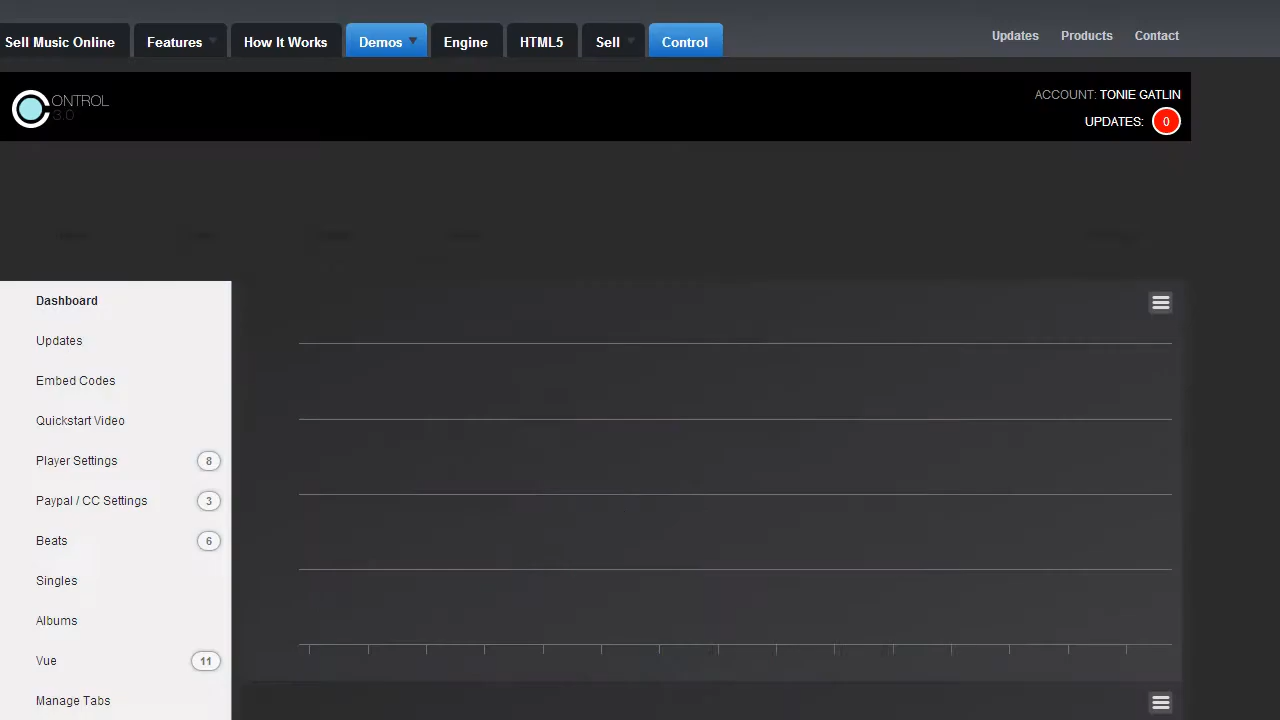 Sell Music Online Features How It Works Demos Engine HTML5 Sell Control Updates Products Contact
ONTROL
3.0
ACCOUNT: TONIE GATLIN
UPDATES: 0
Dashboard
Updates
Embed Codes
Quickstart Video
Player Settings 8
Paypal / CC Settings 3
Beats 6
Singles
Albums
Vue 11
Manage Tabs